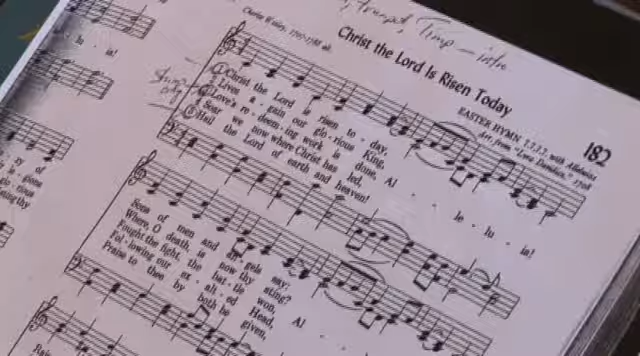 Trumpet, Timp - intro
Christ the Lord Is Risen Today
EASTER HYMN 7.7.7.7. with Alleluias
Arr. from "Lyra Davidica," 1708
182
Charles Wesley, 1707-1788 alt.
h - ia!
Christ the Lord is risen to - day,
Lives a - gain our glo - rious King,
Love's re - deem - ing work is done,
Soar we now where Christ has led,
Hail the Lord of earth and heaven!
Al - - le - lu - ia!
ry of
Sons of men and an - gels say;
Where, O death, is now thy sting?
Fought the fight, the bat - tle won,
Fol - lowing our ex - alt - ed Head,
Praise to thee by both be given,
Al -